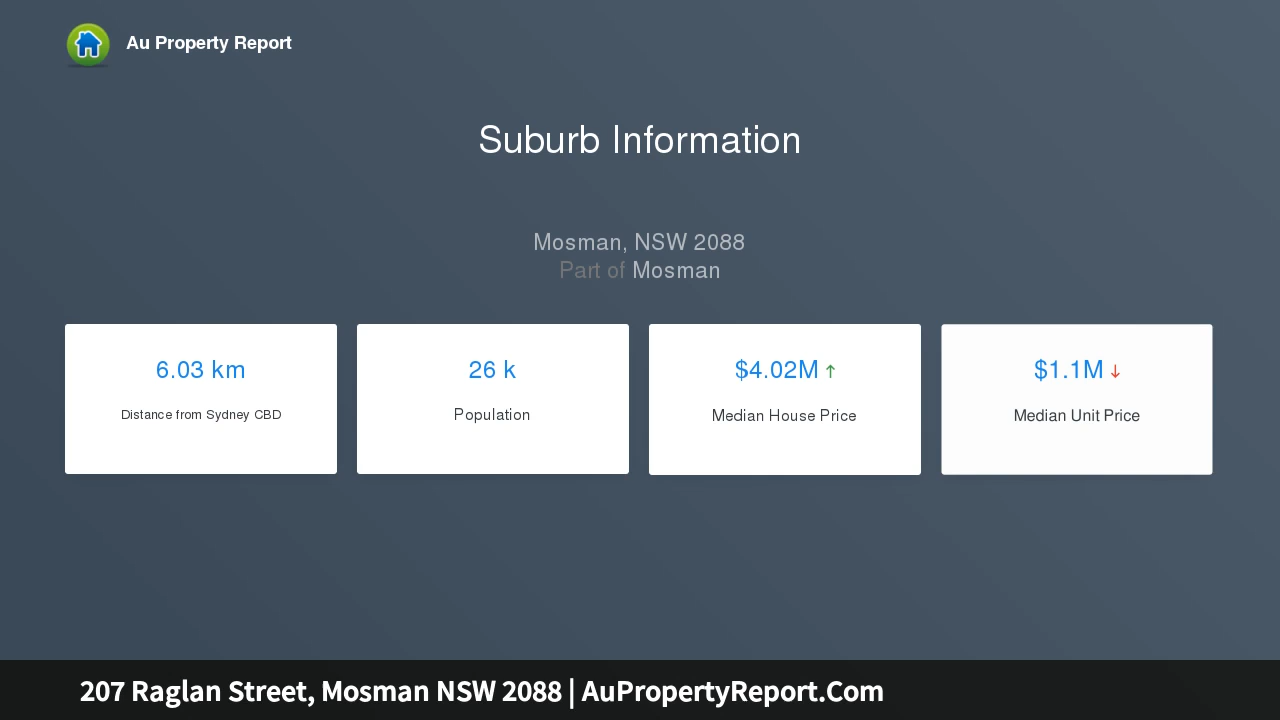 Au Property Report
Suburb Information
Mosman, NSW 2088
Part of Mosman
6.03 km
Distance from Sydney CBD
26 k
Population
$4.02M ↑
Median House Price
$1.1M ↓
Median Unit Price
207 Raglan Street, Mosman NSW 2088 | AuPropertyReport.Com